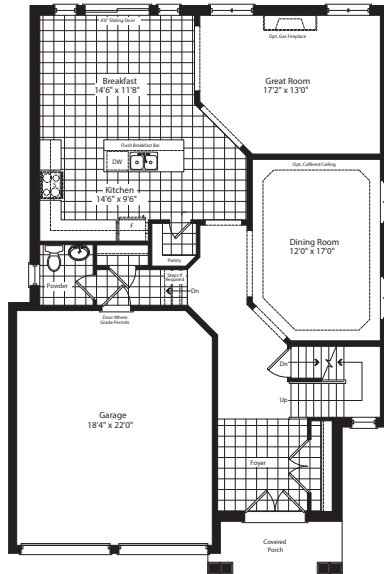 6'0" Sliding Door
Opt. Gas Fireplace
Breakfast
14'6" x 11'8"
Great Room
17'2" x 13'0"
Flush Breakfast Bar
DW
Opt. Coffered Ceiling
Kitchen
14'6" x 9'6"
F
Dining Room
12'0" x 17'0"
Pantry
Powder
Steps If
Required
Dn
Door Where
Grade Permits
Dn
Up
Garage
18'4" x 22'0"
Foyer
Covered
Porch